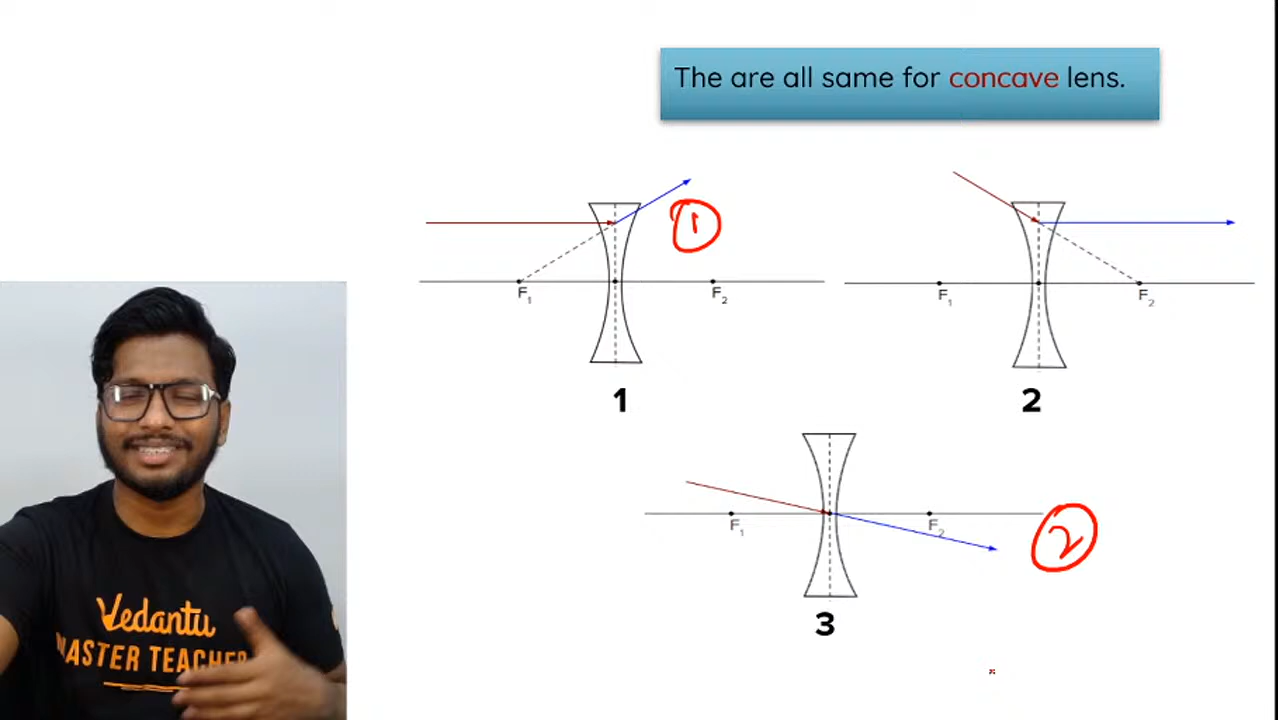 The are all same for concave lens.
1
F1
F2
F1
F2
1
2
F1
F2
2
3
Vedantu
MASTER TEACHER